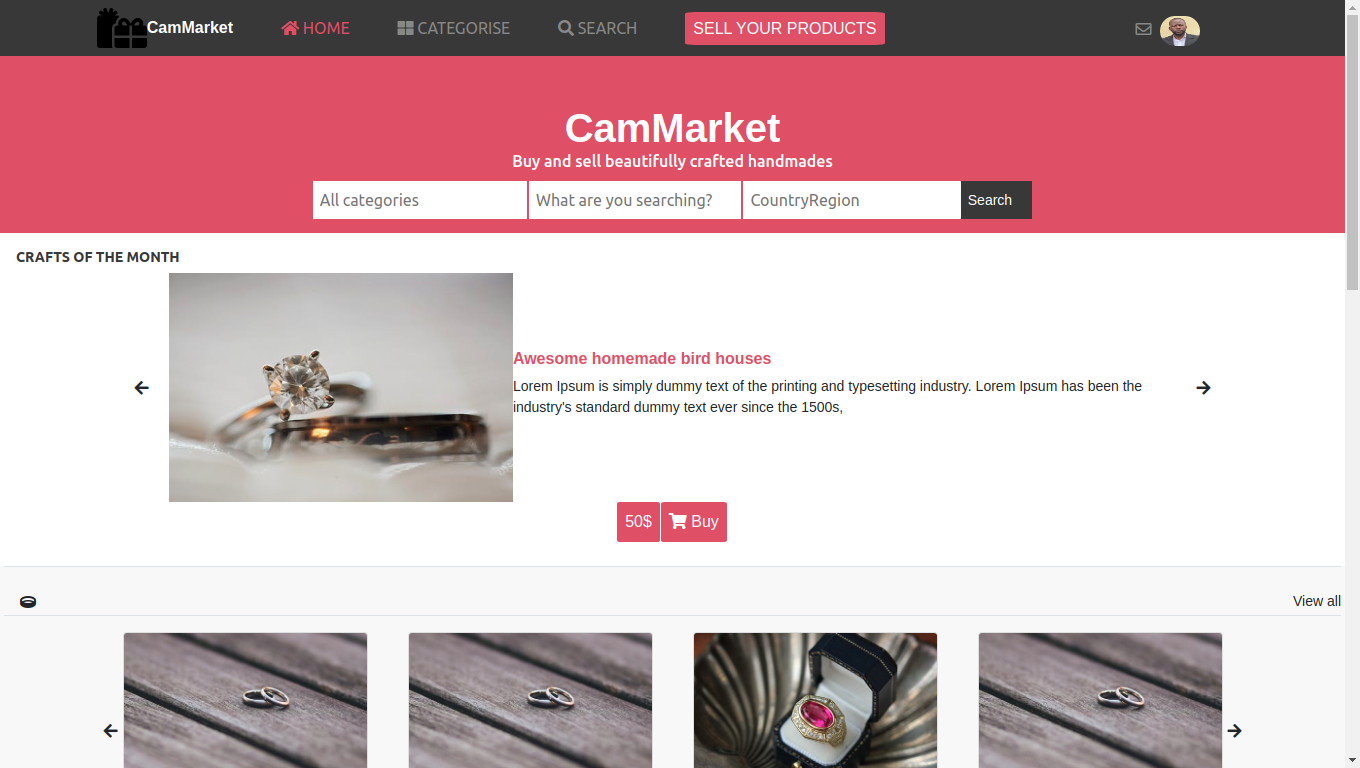 CamMarket
HOME
CATEGORISE
SEARCH
SELL YOUR PRODUCTS
CamMarket
Buy and sell beautifully crafted handmades
All categories
What are you searching?
CountryRegion
Search
CRAFTS OF THE MONTH
Awesome homemade bird houses
Lorem Ipsum is simply dummy text of the printing and typesetting industry. Lorem Ipsum has been the
industry's standard dummy text ever since the 1500s,
50$
Buy
View all